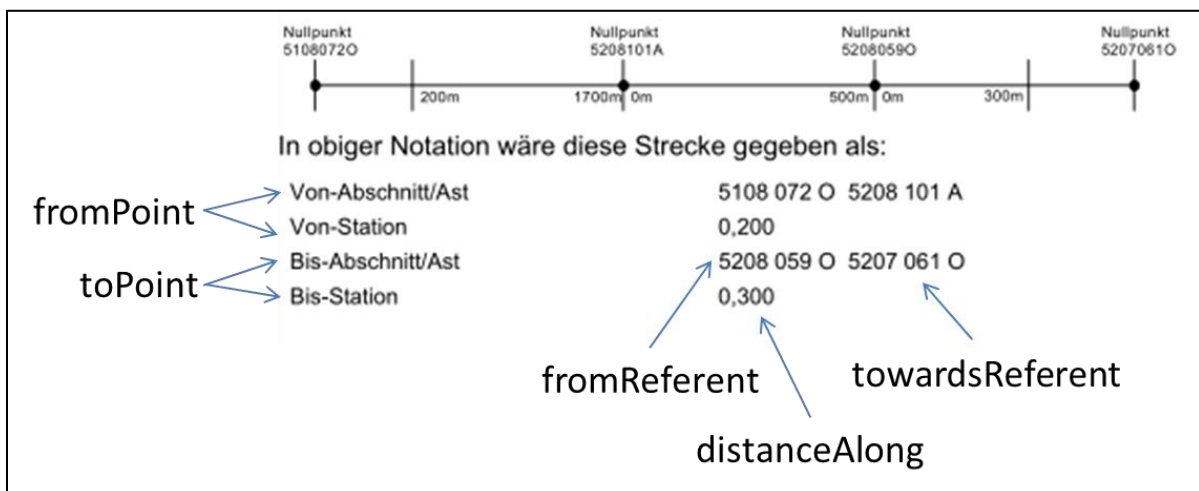 Nullpunkt Nullpunkt Nullpunkt Nullpunkt
5108072O 5208101A 5208059O 5207061O
200m 1700m 0m 500m 0m 300m
In obiger Notation wäre diese Strecke gegeben als:
Von-Abschnitt/Ast 5108 072 O 5208 101 A
fromPoint
Von-Station 0,200
Bis-Abschnitt/Ast 5208 059 O 5207 061 O
toPoint
Bis-Station 0,300
fromReferent towardsReferent
distanceAlong